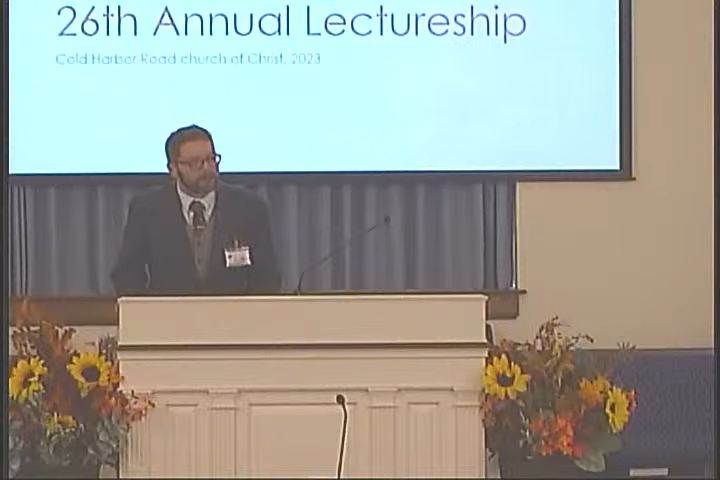 26th Annual Lectureship
Cold Harbor Road church of Christ, 2023